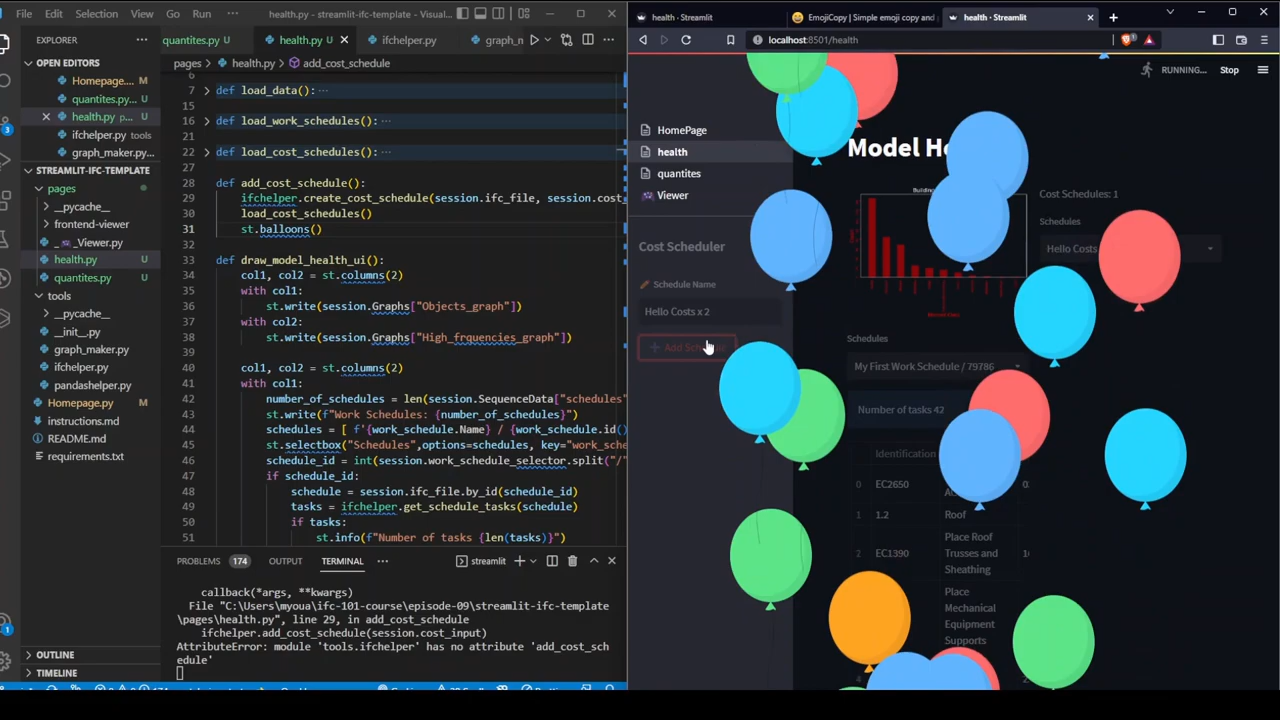 File Edit Selection View Go Run ··· health.py - streamlit-ifc-template - Visual...
health · Streamlit
EmojiCopy | Simple emoji copy and
health · Streamlit
localhost:8501/health
EXPLORER
OPEN EDITORS
Homepage....
quantites.py... U
health.py p... U
ifchelper.py tools
graph_maker.py...
STREAMLIT-IFC-TEMPLATE
pages
__pycache__
frontend-viewer
_Viewer.py
health.py U
quantites.py U
tools
__pycache__
__init__.py
graph_maker.py
ifchelper.py
pandashelper.py
Homepage.py M
instructions.md
README.md
requirements.txt
OUTLINE
TIMELINE
quantites.py U health.py U ifchelper.py
pages > health.py > add_cost_schedule
6
7 def load_data(): ···
15
16 def load_work_schedules(): ···
21
22 def load_cost_schedules(): ···
27
28 def add_cost_schedule():
29 ifchelper.create_cost_schedule(session.ifc_file, session.cost
30 load_cost_schedules()
31 st.balloons()
32
33 def draw_model_health_ui():
34 col1, col2 = st.columns(2)
35 with col1:
36 st.write(session.Graphs["Objects_graph"])
37 with col2:
38 st.write(session.Graphs["High_frquencies_graph"])
39
40 col1, col2 = st.columns(2)
41 with col1:
42 number_of_schedules = len(session.SequenceData["schedules"
43 st.write(f"Work Schedules: {number_of_schedules}")
44 schedules = [ f'{work_schedule.Name} / {work_schedule.id()
45 st.selectbox("Schedules",options=schedules, key="work_sche
46 schedule_id = int(session.work_schedule_selector.split("/"
47 if schedule_id:
48 schedule = session.ifc_file.by_id(schedule_id)
49 tasks = ifchelper.get_schedule_tasks(schedule)
50 if tasks:
51 st.info(f"Number of tasks {len(tasks)}")
PROBLEMS 174 OUTPUT TERMINAL ··· streamlit
callback(*args, **kwargs)
File "C:\Users\myoua\ifc-101-course\episode-09\streamlit-ifc-template
\pages\health.py", line 29, in add_cost_schedule
ifchelper.add_cost_schedule(session.cost_input)
AttributeError: module 'tools.ifchelper' has no attribute 'add_cost_sch
edule'
RUNNING... Stop
HomePage
health
quantites
Viewer
Cost Scheduler
Schedule Name
Hello Costs x 2
Model
Cost Schedules: 1
Schedules
Hello Costs
Schedules
My First Work Schedule / 79786
Number of tasks 42
Identification
0 EC2650
1 1.2 Roof
2 EC1390 Place Roof
Trusses and
Sheathing
Place
Mechanical
Equipment
Supports